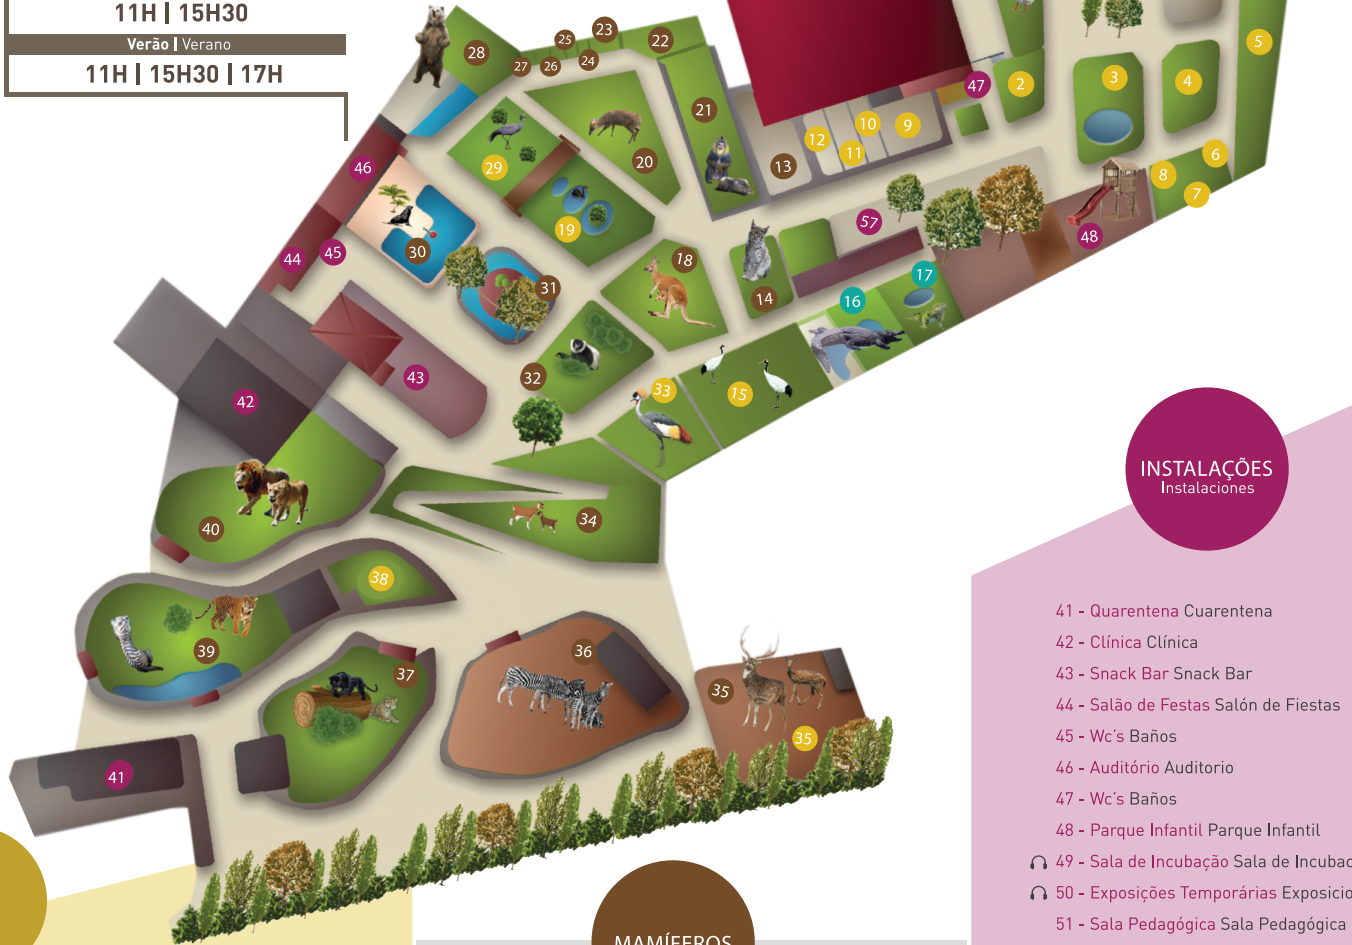 11H | 15H30
Verão | Verano
11H | 15H30 | 17H
23
25
22
28
27
26
24
5
3
4
47
2
21
10
9
12
11
13
46
29
20
6
8
7
19
57
48
44
45
30
18
17
31
14
16
43
32
33
15
42
40
34
38
39
37
36
35
35
41
INSTALAÇÕES
Instalaciones
41 - Quarentena Cuarentena
42 - Clínica Clínica
43 - Snack Bar Snack Bar
44 - Salão de Festas Salón de Fiestas
45 - Wc's Baños
46 - Auditório Auditorio
47 - Wc's Baños
48 - Parque Infantil Parque Infantil
49 - Sala de Incubação Sala de Incubac
50 - Exposições Temporárias Exposicio
51 - Sala Pedagógica Sala Pedagógica
MAMÍFEROS